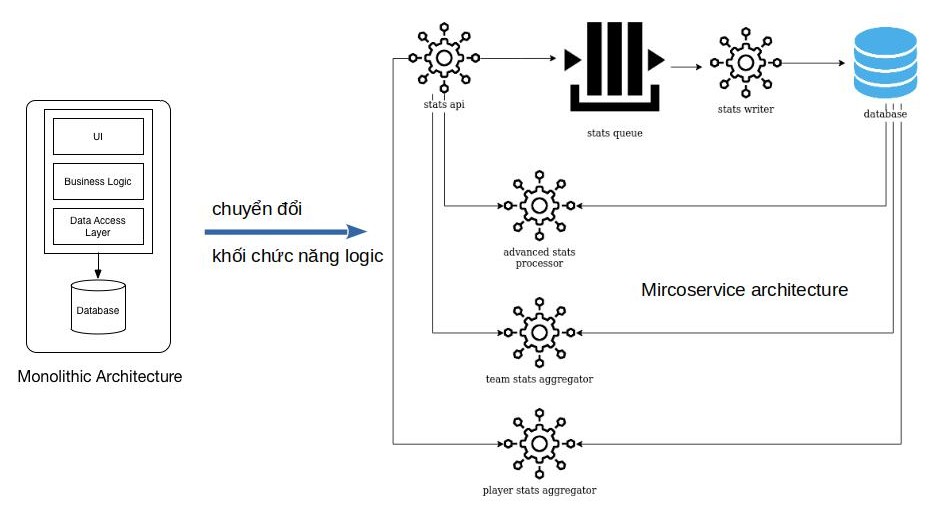 UI
Business Logic
Data Access
Layer
Database
Monolithic Architecture
chuyển đổi
khối chức năng logic
stats api
stats queue
stats writer
database
advanced stats
processor
Mircoservice architecture
team stats aggregator
player stats aggregator